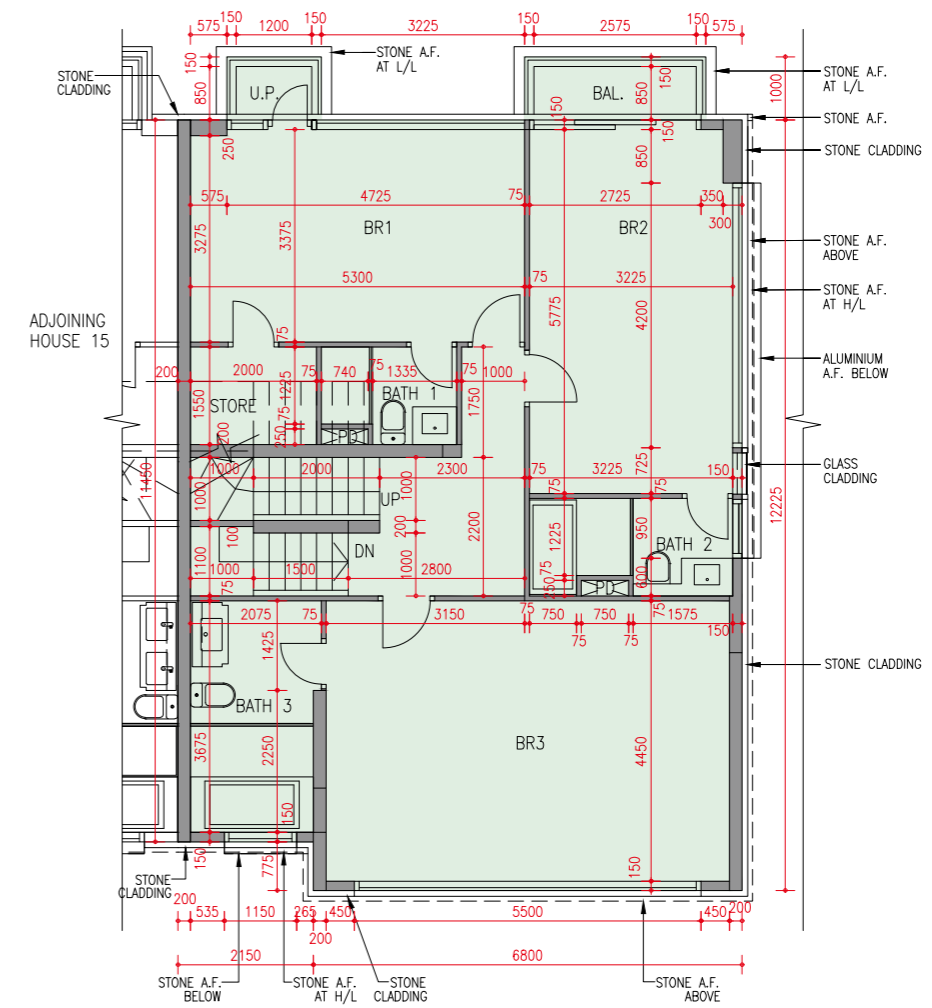 150 150 150 150
575 1200 3225 2575 575
STONE A.F.
AT L/L
STONE
CLADDING
150
850
U.P.
BAL.
150
850
150
1000
STONE A.F.
AT L/L
STONE A.F.
STONE CLADDING
250
150
150
850
575 4725 75 2725 350
300
BR1
BR2
3275
3375
5775
4200
STONE A.F.
ABOVE
STONE A.F.
AT H/L
5300 75 3225
ADJOINING
HOUSE 15
ALUMINIUM
A.F. BELOW
75
200 2000 75 740 75 1335 75 1000
1550
STORE
1225
75
250
BATH 1
PD
1750
200
11450
1000 2000 2300 75 3225 150
725
GLASS
CLADDING
12225
1000
UP
1000
200
2200
75
75
1100
100
DN
1000
1225
75
250
950
BATH 2
600
PD
1000 1500 2800
75
75
2075 75 3150 75 750 75 750 75 1575 150
1425
STONE CLADDING
BATH 3
BR3
3675
2250
4450
150
150
775
150
STONE
CLADDING
200 535 1150 265 450 5500 450 200
200
2150 6800
STONE A.F.
BELOW
STONE A.F.
AT H/L
STONE
CLADDING
STONE A.F.
ABOVE